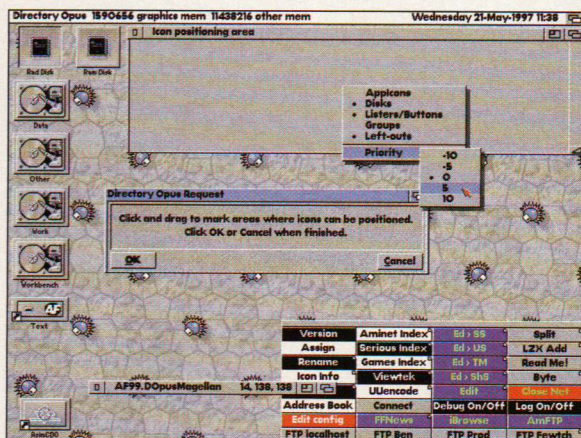 Directory Opus 1590656 graphics mem 11438216 other mem Wednesday 21-May-1997 11:38
Icon positioning area
Rad Disk
Ram Disk
Data
Other
Work
Workbench
AF
Text
AppIcons
Disks
Listers/Buttons
Groups
Left-outs
Priority
-10
-5
0
5
10
Directory Opus Request
Click and drag to mark areas where icons can be positioned.
Click OK or Cancel when finished.
OK Cancel
AF99.DOpusMagellan 14, 138, 138
Version Aminet Index Ed > SS Split
Assign Serious Index Ed > US LZX Add
Rename Games Index Ed > TM Read Me!
Icon Info Viewtek Ed > ShS Byte
UUencode Edit Close Net
Address Book Connect Debug On/Off Log On/Off
Edit config FFNews iBrowse AmFTP
FTP localhost FTP Ben FTP Prod FTP Fewtch